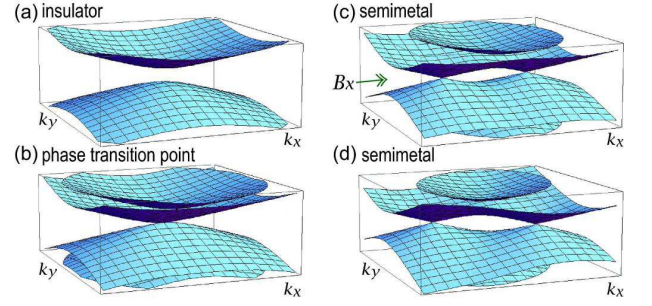 (a) insulator
ky
kx
(b) phase transition point
ky
kx
(c) semimetal
Bx
ky
kx
(d) semimetal
ky
kx